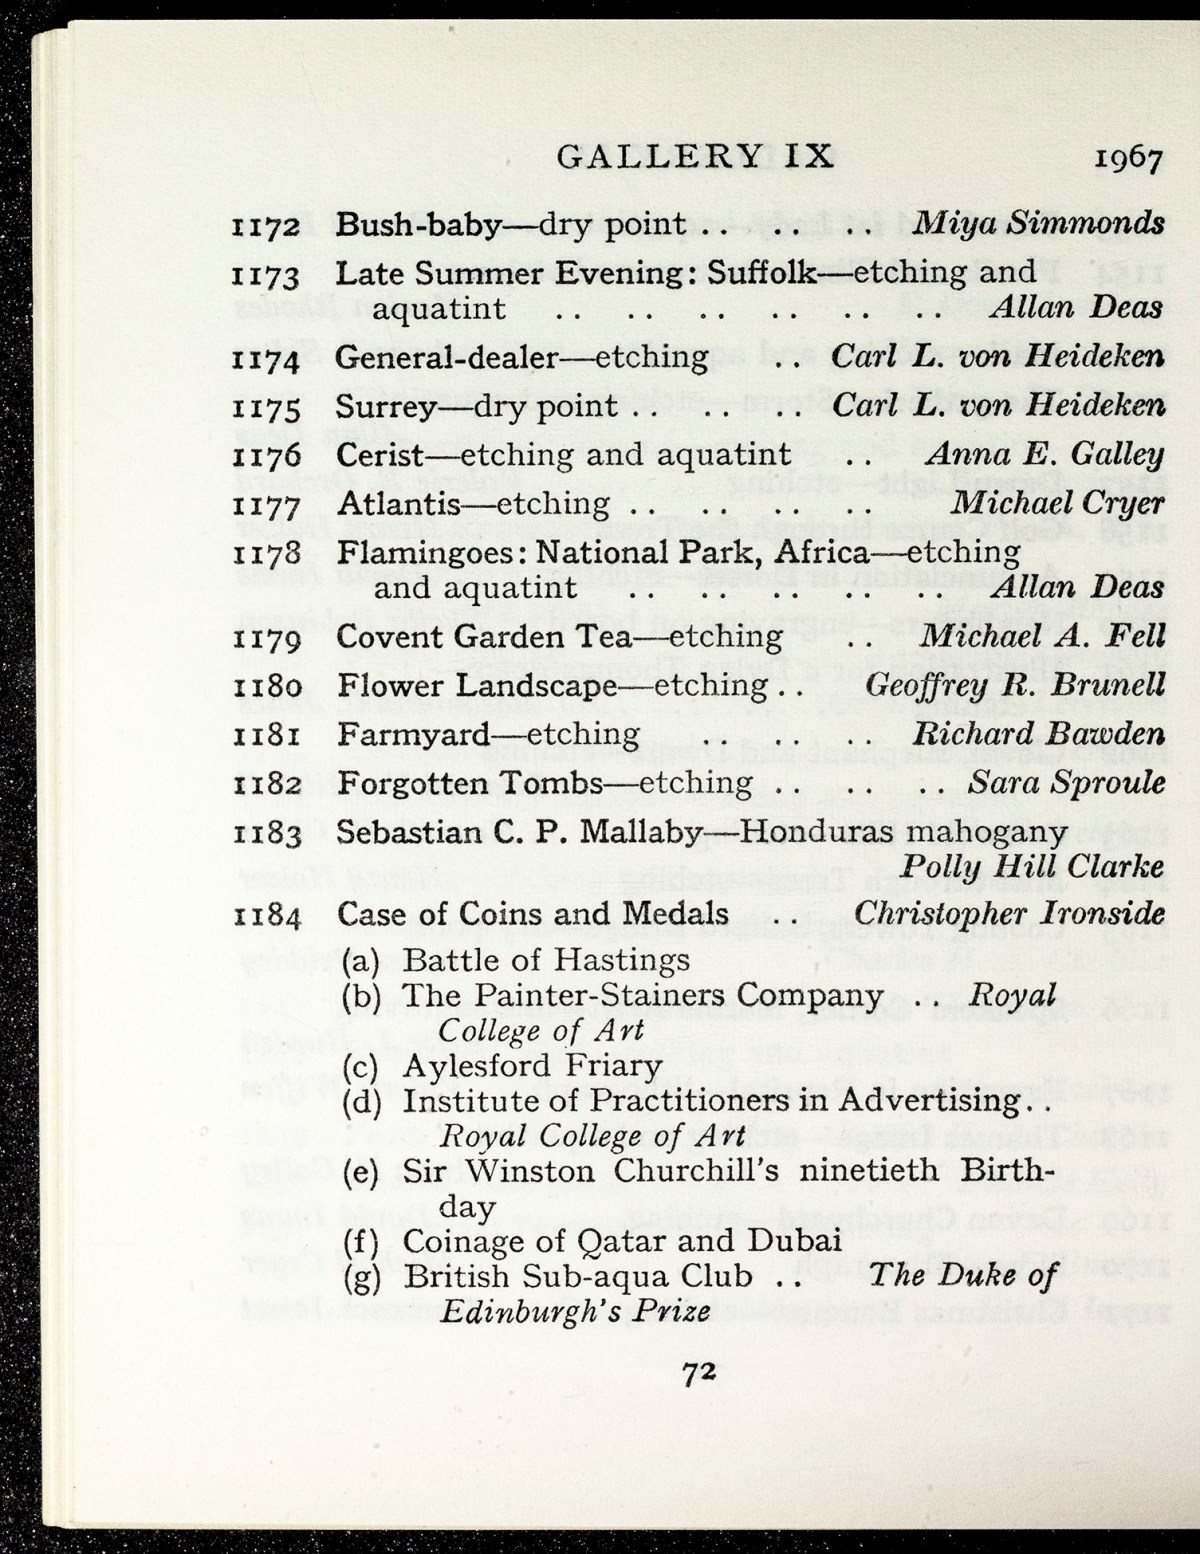 GALLERY IX 1967
1172 Bush-baby—dry point .. .. .. Miya Simmonds
1173 Late Summer Evening: Suffolk—etching and
aquatint .. .. .. .. .. .. Allan Deas
1174 General-dealer—etching .. Carl L. von Heideken
1175 Surrey—dry point .. .. .. Carl L. von Heideken
1176 Cerist—etching and aquatint .. Anna E. Galley
1177 Atlantis—etching .. .. .. .. Michael Cryer
1178 Flamingoes: National Park, Africa—etching
and aquatint .. .. .. .. .. Allan Deas
1179 Covent Garden Tea—etching .. Michael A. Fell
1180 Flower Landscape—etching .. Geoffrey R. Brunell
1181 Farmyard—etching .. .. .. Richard Bawden
1182 Forgotten Tombs—etching .. .. .. Sara Sproule
1183 Sebastian C. P. Mallaby—Honduras mahogany
Polly Hill Clarke
1184 Case of Coins and Medals .. Christopher Ironside
(a) Battle of Hastings
(b) The Painter-Stainers Company .. Royal
College of Art
(c) Aylesford Friary
(d) Institute of Practitioners in Advertising..
Royal College of Art
(e) Sir Winston Churchill's ninetieth Birth-
day
(f) Coinage of Qatar and Dubai
(g) British Sub-aqua Club .. The Duke of
Edinburgh's Prize
72